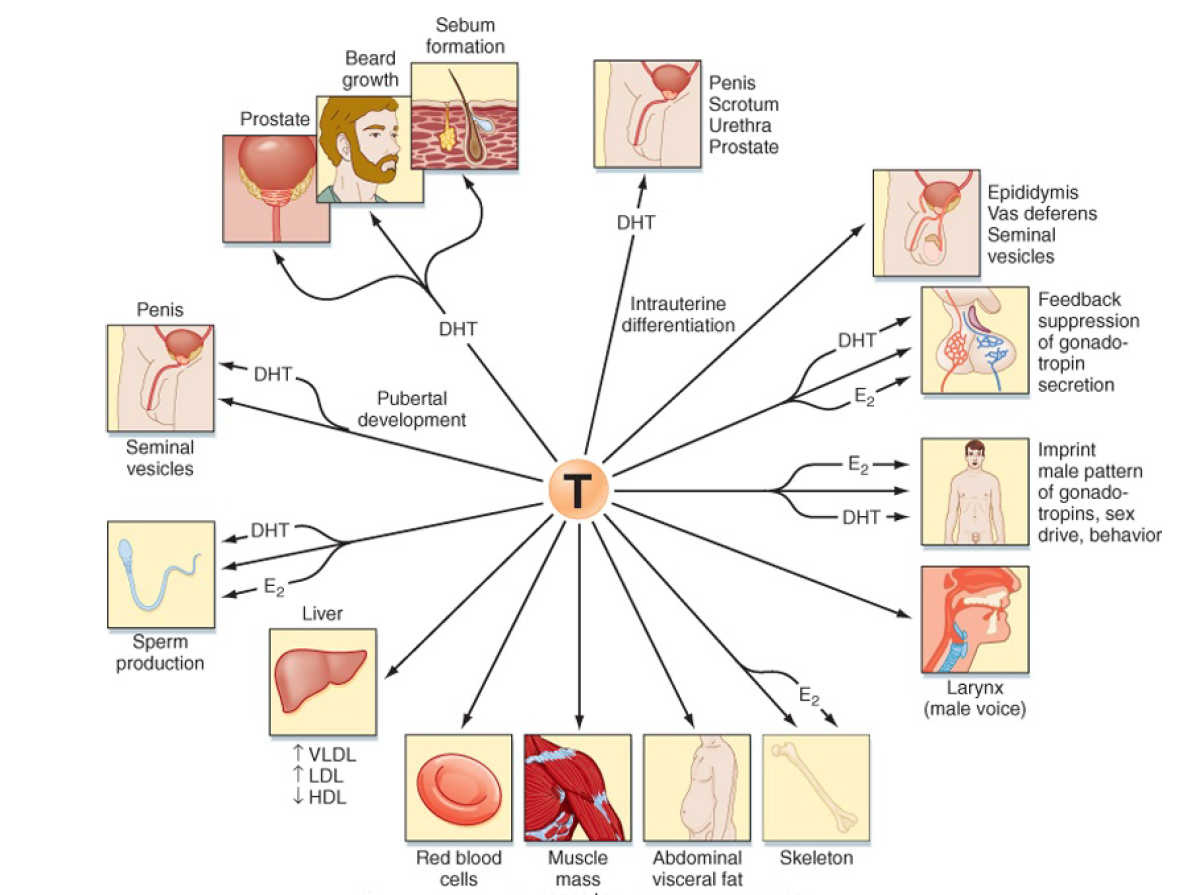 Sebum
formation
Beard
growth
Prostate
Penis
Scrotum
Urethra
Prostate
DHT
Epididymis
Vas deferens
Seminal
vesicles
Intrauterine
differentiation
DHT
Feedback
suppression
of gonado-
tropin
secretion
DHT
E2
Penis
DHT
Pubertal
development
Seminal
vesicles
T
E2
DHT
Imprint
male pattern
of gonado-
tropins, sex
drive, behavior
DHT
E2
Sperm
production
Liver
↑ VLDL
↑ LDL
↓ HDL
Larynx
(male voice)
E2
Red blood
cells
Muscle
mass
Abdominal
visceral fat
Skeleton